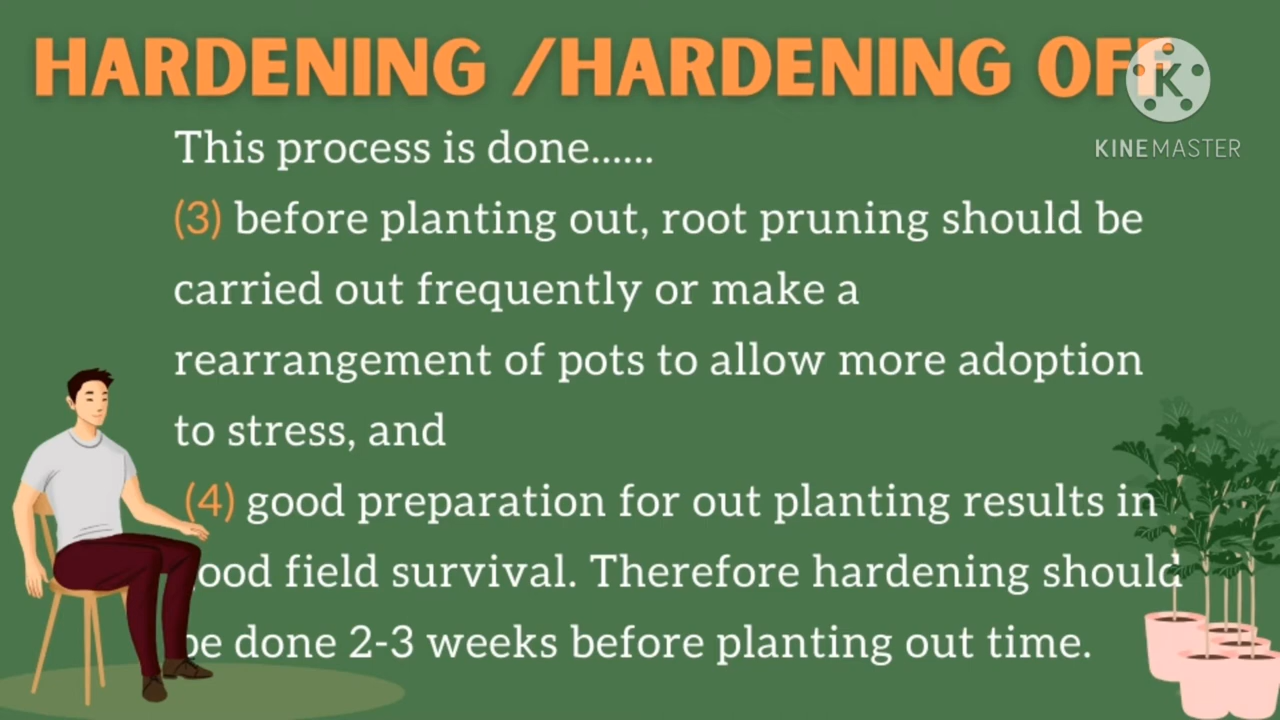 HARDENING /HARDENING OFF
K
KINEMASTER
This process is done......
(3) before planting out, root pruning should be
carried out frequently or make a
rearrangement of pots to allow more adoption
to stress, and
(4) good preparation for out planting results in
good field survival. Therefore hardening should
be done 2-3 weeks before planting out time.